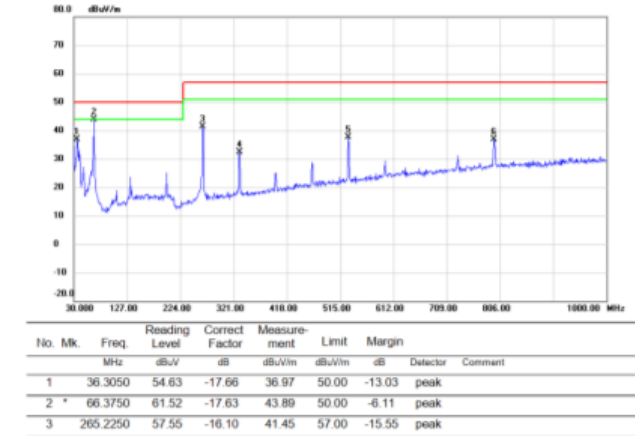 80.0 dBuV/m
70
60
50
40
30
20
10
0
-10
-20.0
1
2
3
4
5
6
30.000 127.00 224.00 321.00 418.00 515.00 612.00 709.00 806.00 1000.00 MHz
No. Mk. Freq. Reading Level Correct Factor Measure-ment Limit Margin
MHz dBuV dB dBuV/m dBuV/m dB Detector Comment
1 36.3050 54.63 -17.66 36.97 50.00 -13.03 peak
2 * 66.3750 61.52 -17.63 43.89 50.00 -6.11 peak
3 265.2250 57.55 -16.10 41.45 57.00 -15.55 peak